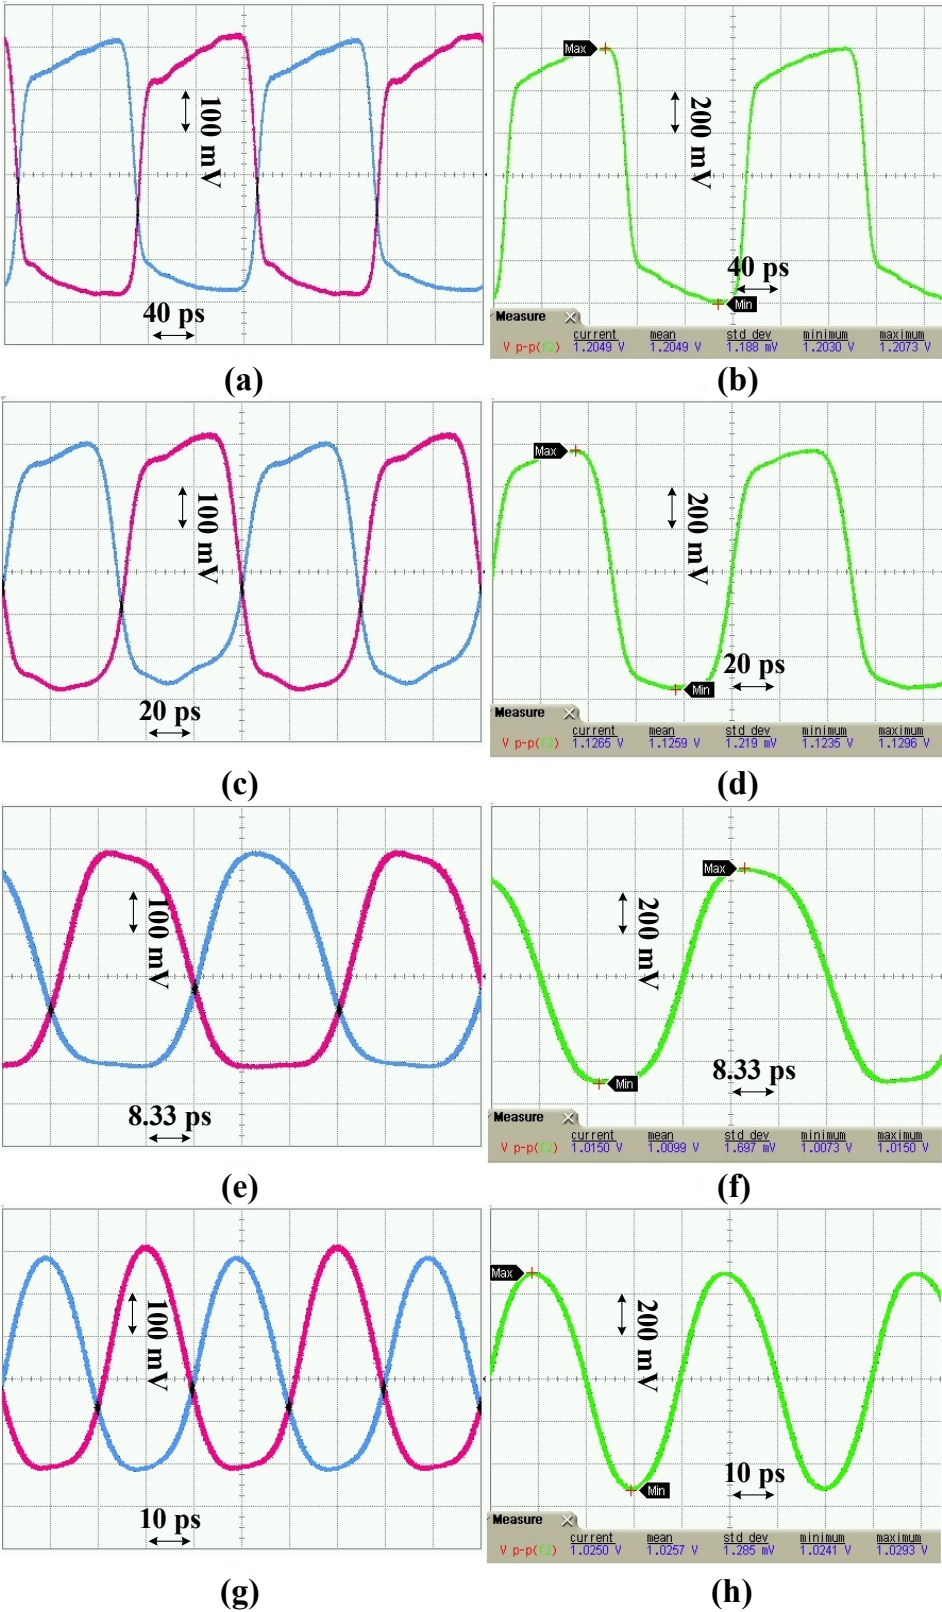 100 mV
40 ps
(a)
Max
200 mV
40 ps
Min
Measure
current mean std dev minimum maximum
V p-p(f2) 1.2049 V 1.2049 V 1.188 mV 1.2030 V 1.2073 V
(b)
100 mV
20 ps
(c)
Max
200 mV
20 ps
Min
Measure
current mean std dev minimum maximum
V p-p(f2) 1.1265 V 1.1259 V 1.219 mV 1.1235 V 1.1296 V
(d)
100 mV
8.33 ps
(e)
Max
200 mV
8.33 ps
Min
Measure
current mean std dev minimum maximum
V p-p(f2) 1.0150 V 1.0099 V 1.697 mV 1.0073 V 1.0150 V
(f)
100 mV
10 ps
(g)
Max
200 mV
10 ps
Min
Measure
current mean std dev minimum maximum
V p-p(f2) 1.0250 V 1.0257 V 1.285 mV 1.0241 V 1.0293 V
(h)